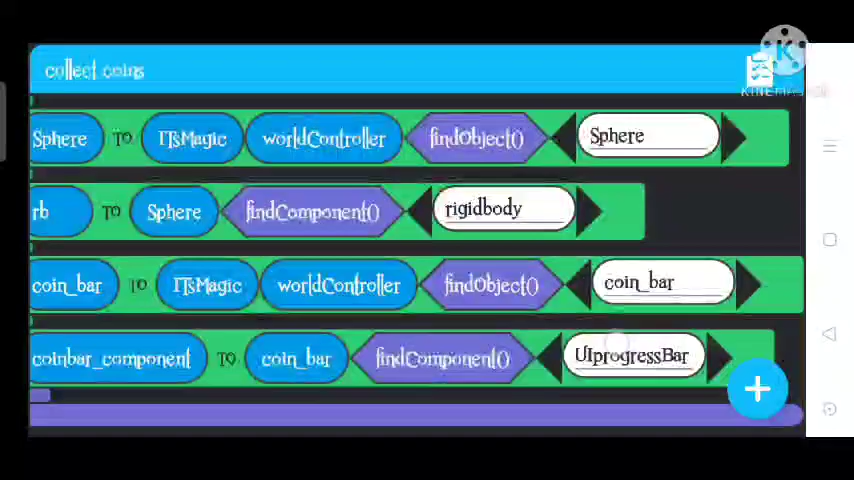 collect coins
Sphere TO ITsMagic worldController findObject() Sphere
rb TO Sphere findComponent() rigidbody
coin_bar TO ITsMagic worldController findObject() coin_bar
coinbar_component TO coin_bar findComponent() UIprogressBar